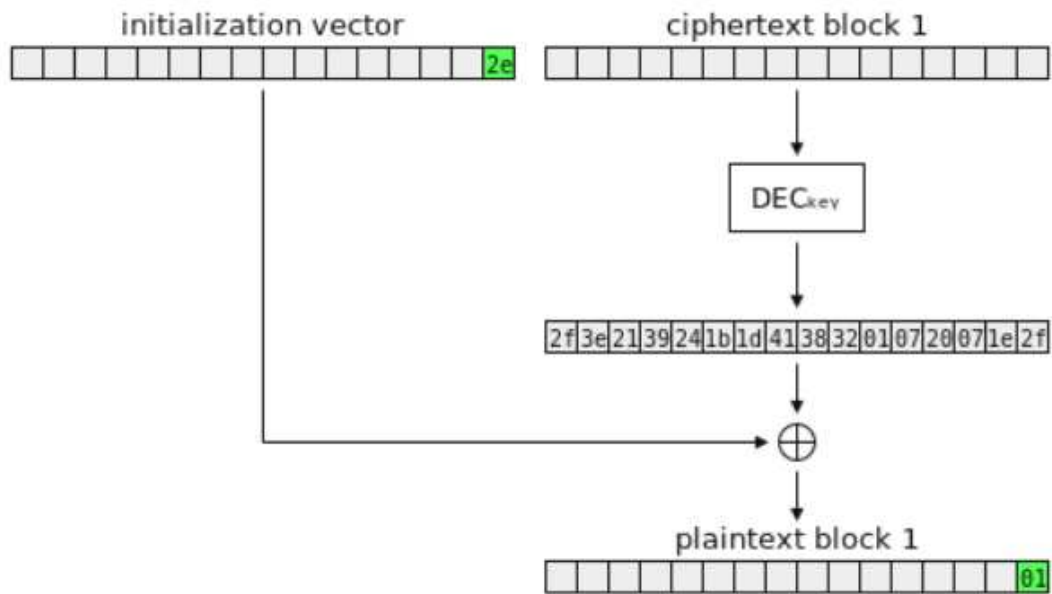 initialization vector
ciphertext block 1
2e
DECkey
2f 3e 21 39 24 1b 1d 41 38 32 01 07 20 07 1e 2f
plaintext block 1
01